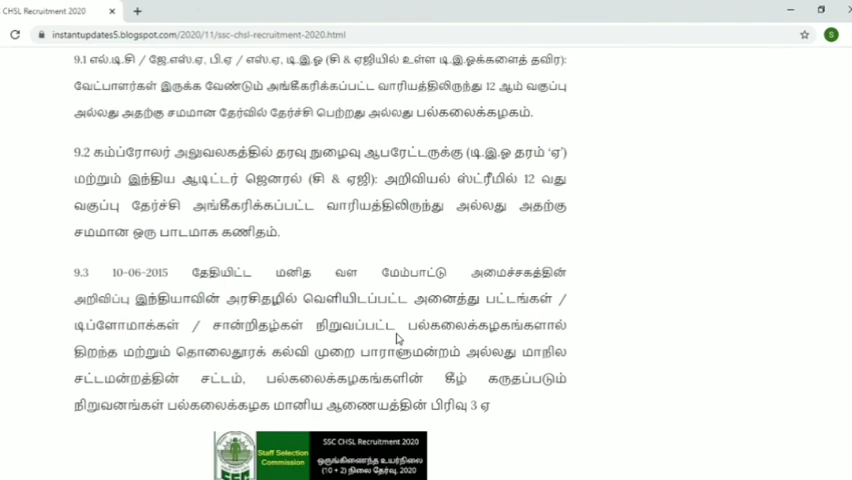 CHSL Recruitment 2020
instantupdates5.blogspot.com/2020/11/ssc-chsl-recruitment-2020.html
S
9.1 எல்.டி.சி / ஜே.எஸ்.ஏ, பி.ஏ / எஸ்.ஏ, டி.இ.ஓ (சி & ஏஜியில் உள்ள டி.இ.ஓக்களைத் தவிர):
வேட்பாளர்கள் இருக்க வேண்டும் அங்கீகரிக்கப்பட்ட வாரியத்திலிருந்து 12 ஆம் வகுப்பு
அல்லது அதற்கு சமமான தேர்வில் தேர்ச்சி பெற்றது அல்லது பல்கலைக்கழகம்.
9.2 கம்ப்ரோலர் அலுவலகத்தில் தரவு நுழைவு ஆபரேட்டருக்கு (டி.இ.ஓ தரம் ‘ஏ’)
மற்றும் இந்திய ஆடிட்டர் ஜெனரல் (சி & ஏஜி): அறிவியல் ஸ்ட்ரீமில் 12 வது
வகுப்பு தேர்ச்சி அங்கீகரிக்கப்பட்ட வாரியத்திலிருந்து அல்லது அதற்கு
சமமான ஒரு பாடமாக கணிதம்.
9.3 10-06-2015 தேதியிட்ட மனித வள மேம்பாட்டு அமைச்சகத்தின்
அறிவிப்பு இந்தியாவின் அரசிதழில் வெளியிடப்பட்ட அனைத்து பட்டங்கள் /
டிப்ளோமாக்கள் / சான்றிதழ்கள் நிறுவப்பட்ட பல்கலைக்கழகங்களால்
திறந்த மற்றும் தொலைதூரக் கல்வி முறை பாராளுமன்றம் அல்லது மாநில
சட்டமன்றத்தின் சட்டம், பல்கலைக்கழகங்களின் கீழ் கருதப்படும்
நிறுவனங்கள் பல்கலைக்கழக மானிய ஆணையத்தின் பிரிவு 3 ஏ
SSC CHSL Recruitment 2020
Staff Selection
Commission
ஒருங்கிணைந்த உயர்நிலை
(10 + 2) நிலை தேர்வு, 2020
SSC